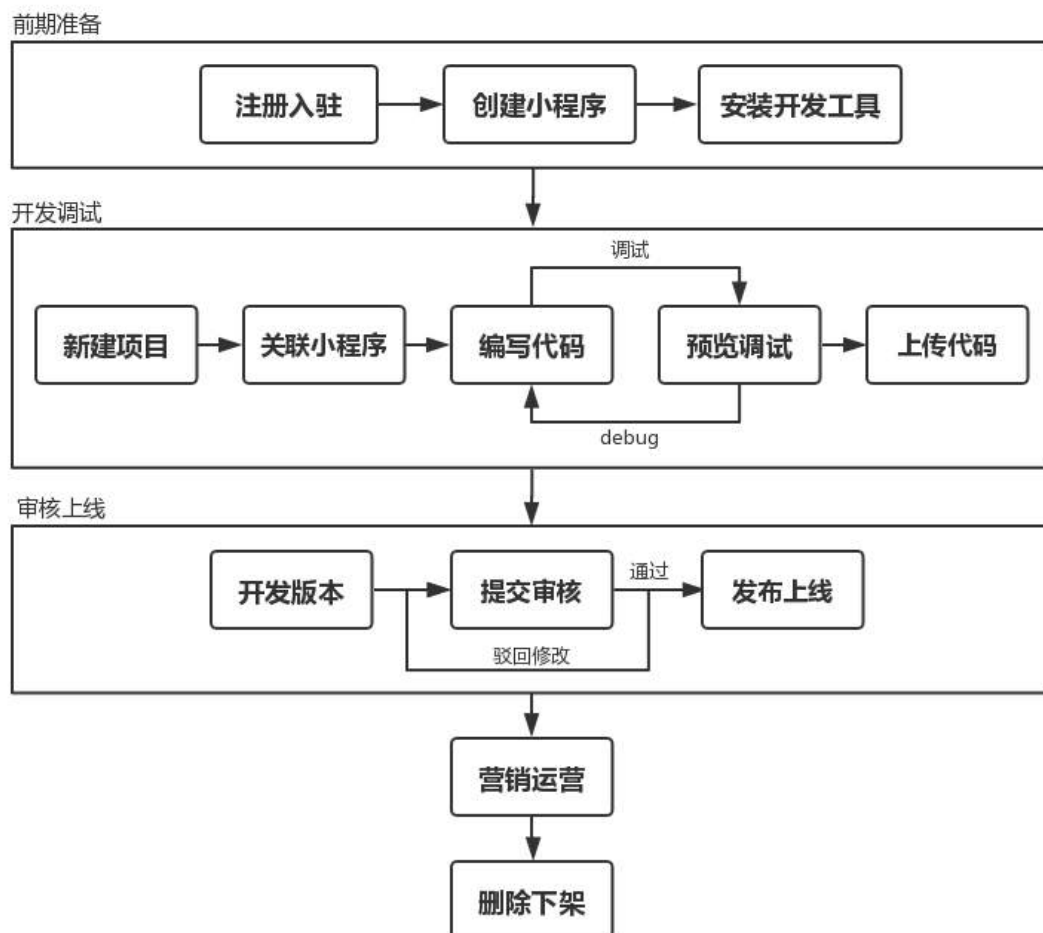 前期准备
注册入驻
创建小程序
安装开发工具
开发调试
调试
新建项目
关联小程序
编写代码
预览调试
上传代码
debug
审核上线
开发版本
提交审核
通过
发布上线
驳回修改
营销运营
删除下架